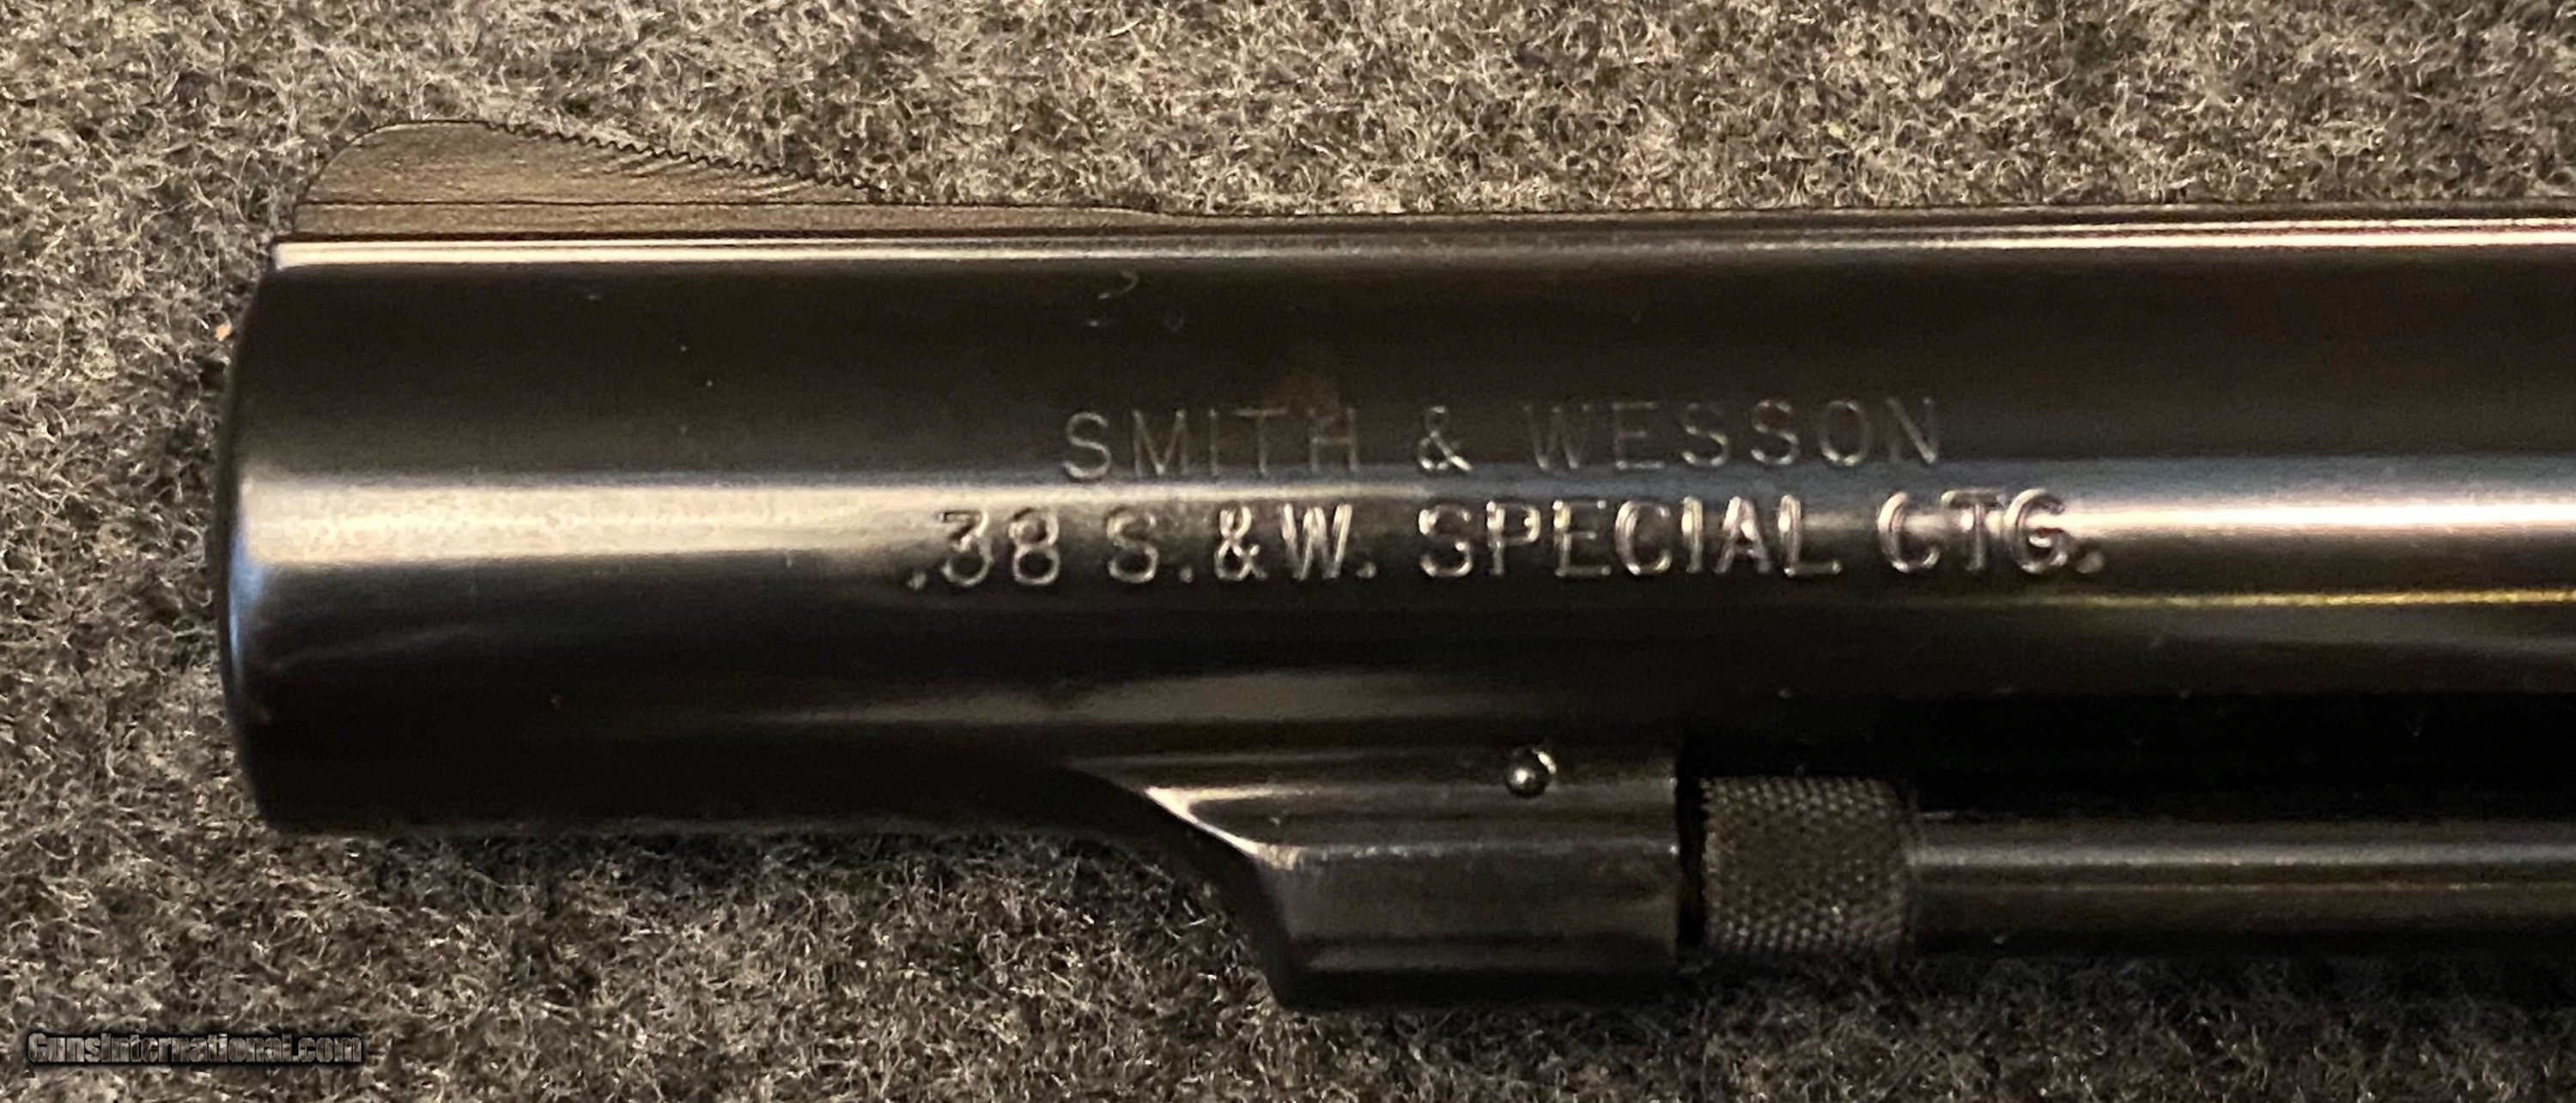 SMITH & WESSON
.38 S.&W. SPECIAL CTG.
GunsInternational.com